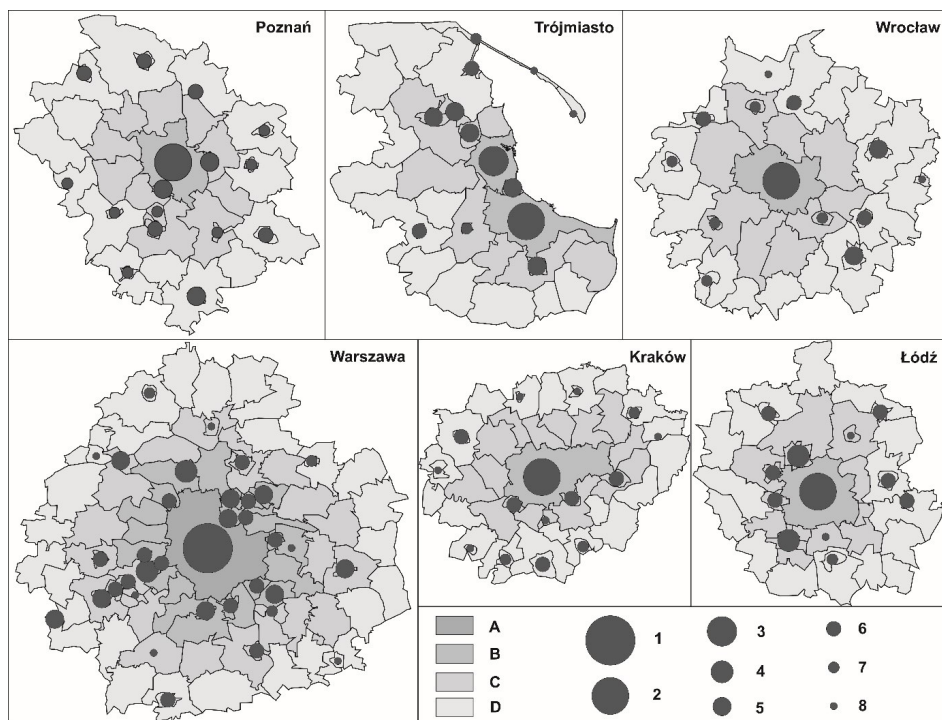 Poznań
Trójmiasto
Wrocław
Warszawa
Kraków
Łódź
A
B
C
D
1
2
3
4
5
6
7
8